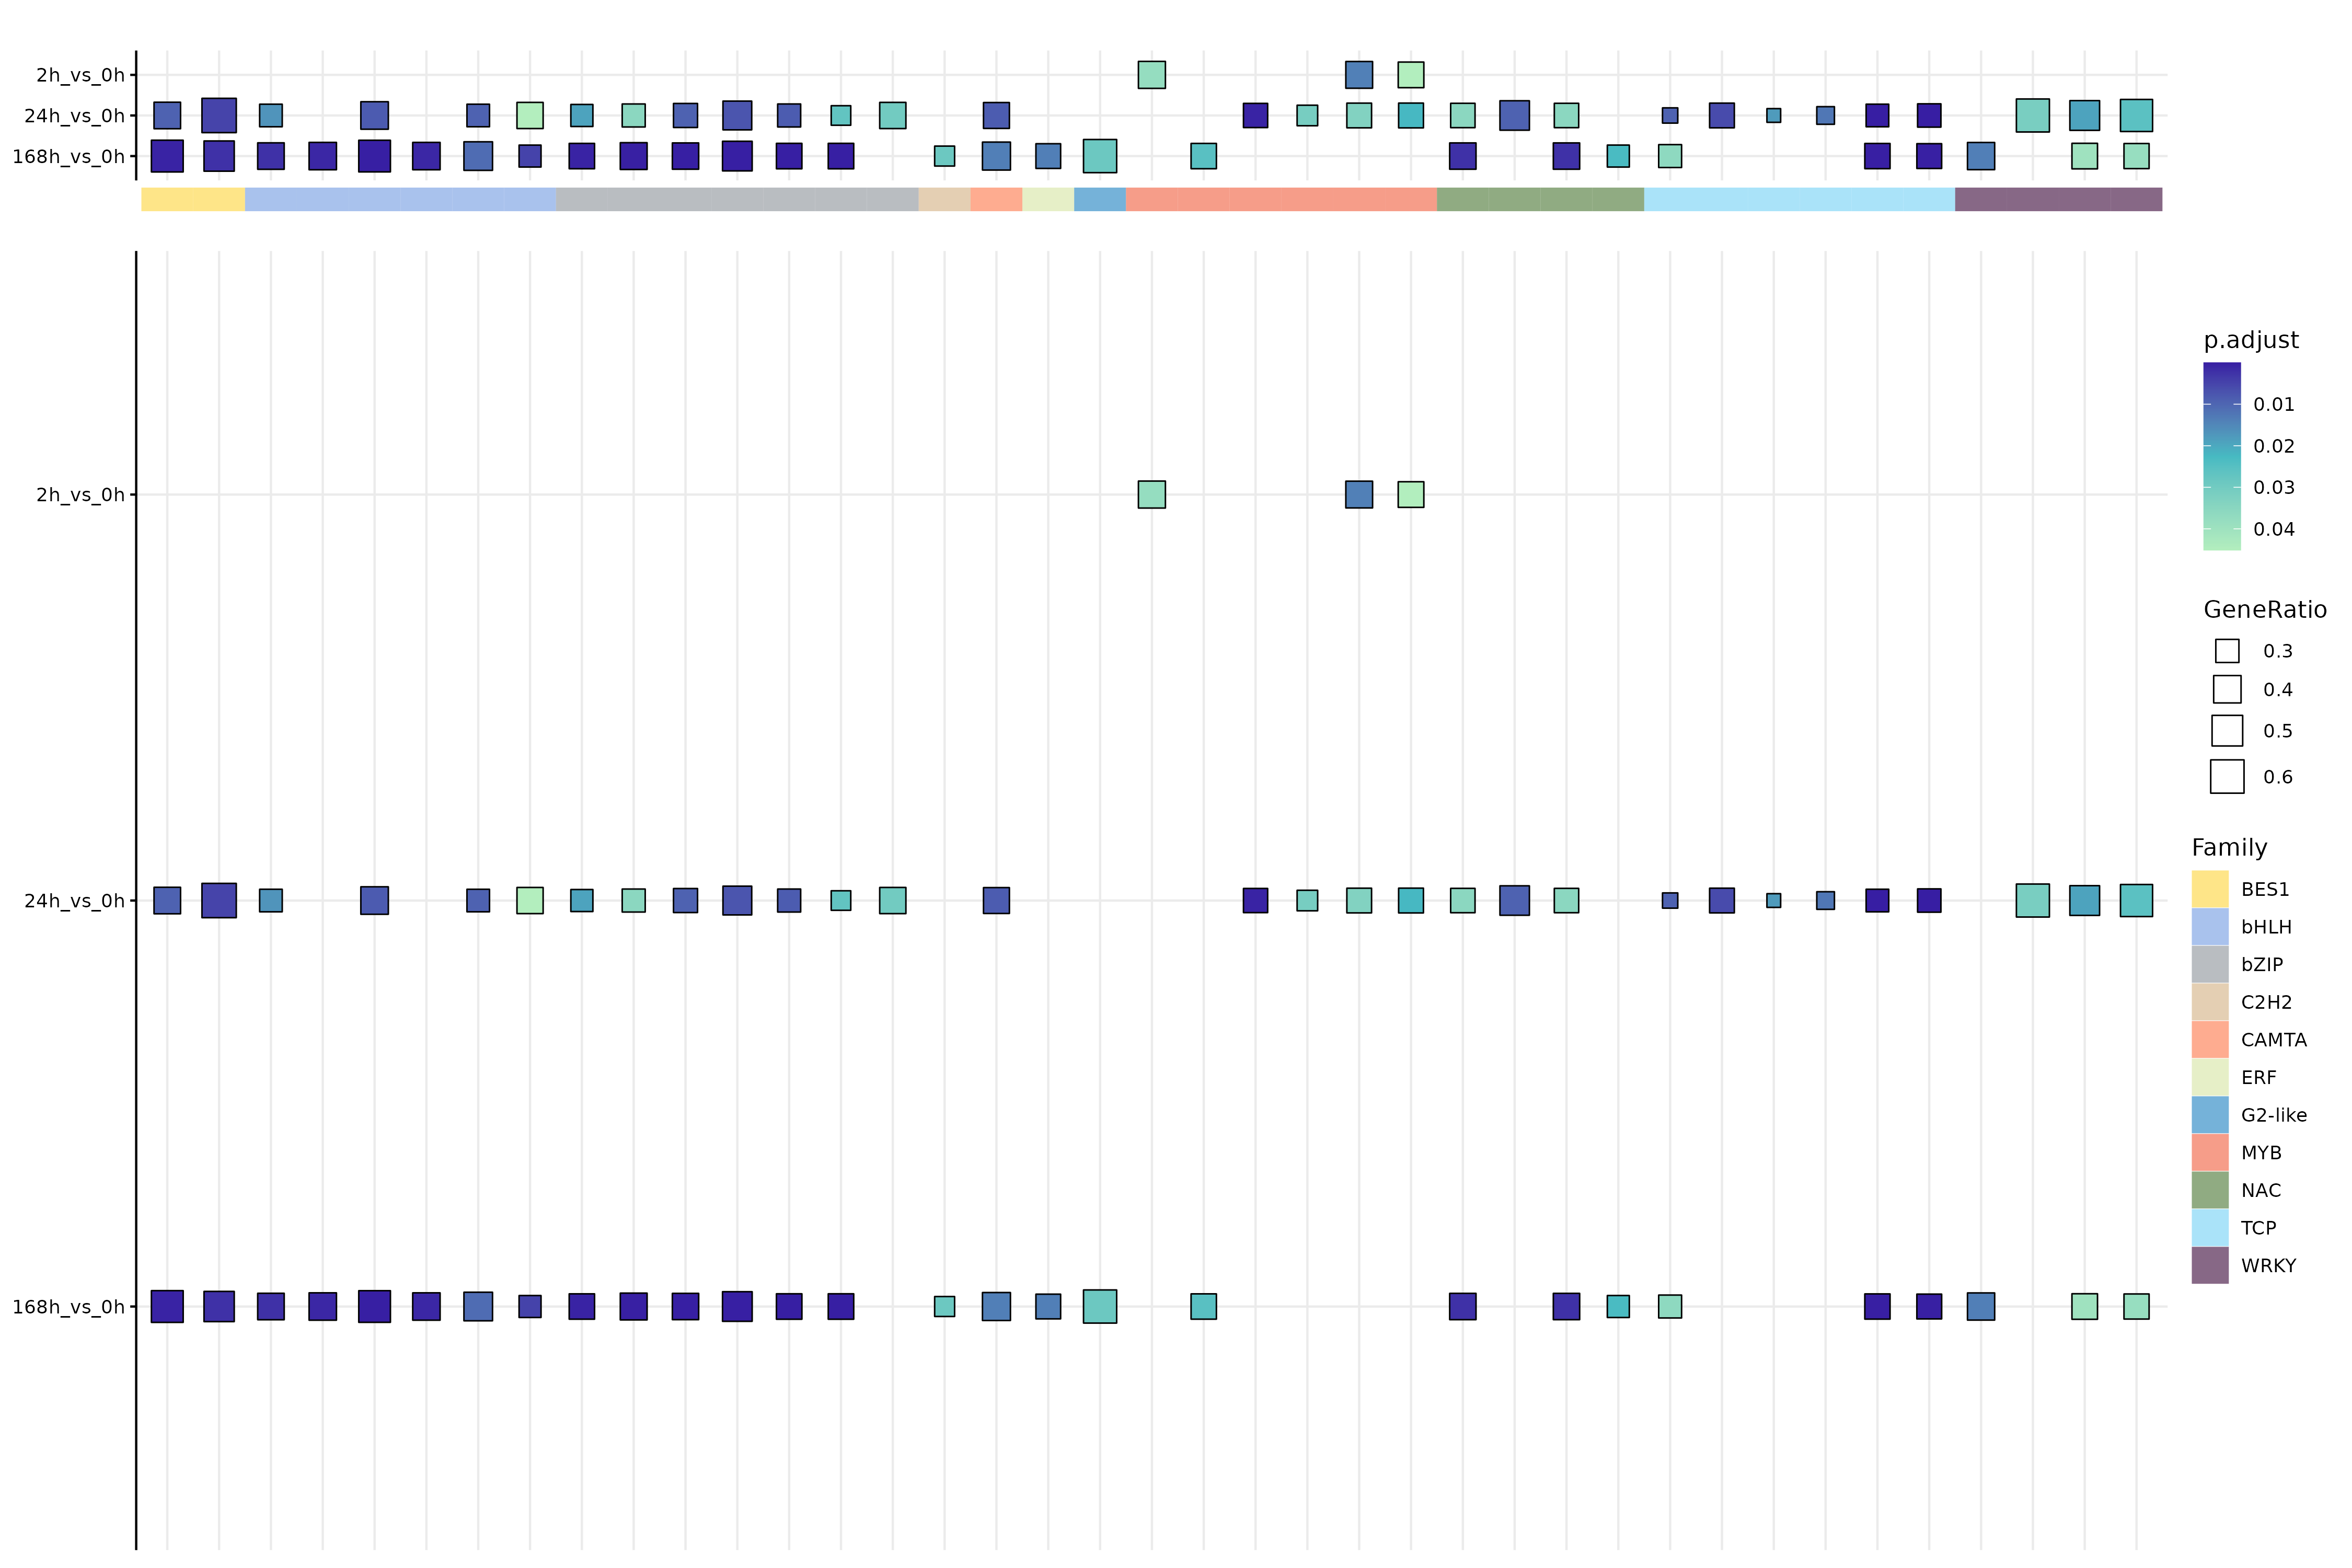 2h_vs_0h
24h_vs_0h
168h_vs_0h
2h_vs_0h
24h_vs_0h
168h_vs_0h
p.adjust
0.01
0.02
0.03
0.04
GeneRatio
0.3
0.4
0.5
0.6
Family
BES1
bHLH
bZIP
C2H2
CAMTA
ERF
G2-like
MYB
NAC
TCP
WRKY